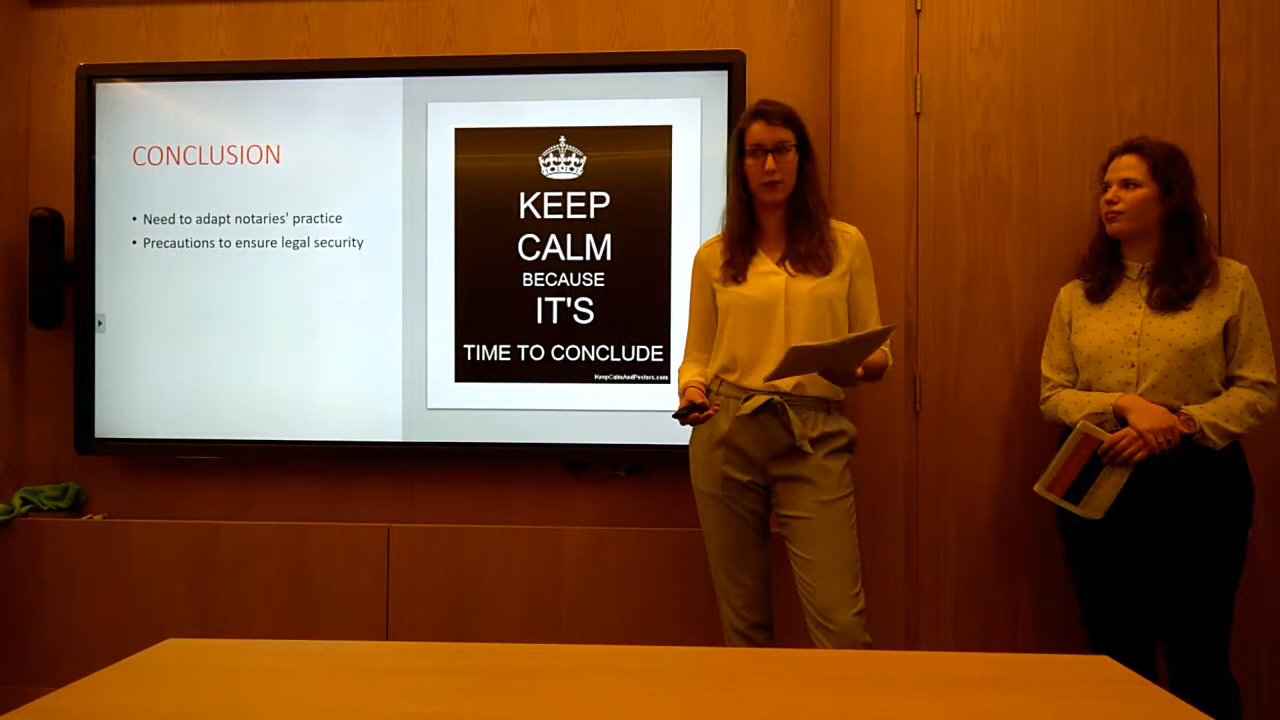 CONCLUSION
• Need to adapt notaries' practice
• Precautions to ensure legal security
KEEP
CALM
BECAUSE
IT'S
TIME TO CONCLUDE
KeepCalmAndPosters.com